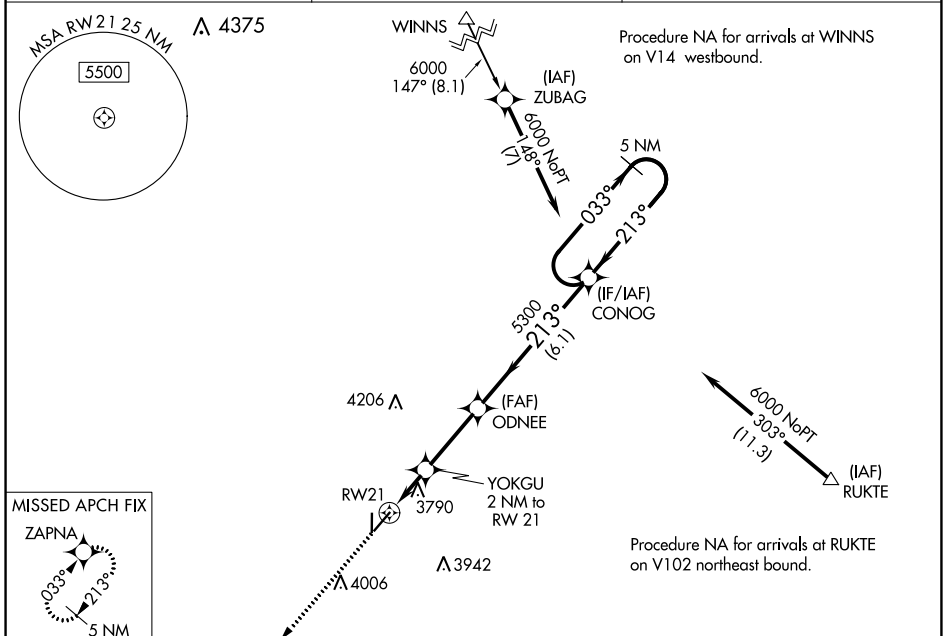 MSA RW21 25 NM
5500
4375
WINNS
6000
147° (8.1)
(IAF)
ZUBAG
Procedure NA for arrivals at WINNS
on V14 westbound.
6000 NoPT
148°
(7)
5 NM
033°
213°
(IF/IAF)
CONOG
5300
213°
(6.1)
4206
(FAF)
ODNEE
6000 NoPT
303°
(11.3)
(IAF)
RUKTE
YOKGU
2 NM to
RW 21
RW21
3790
3942
4006
Procedure NA for arrivals at RUKTE
on V102 northeast bound.
MISSED APCH FIX
ZAPNA
033°
213°
5 NM